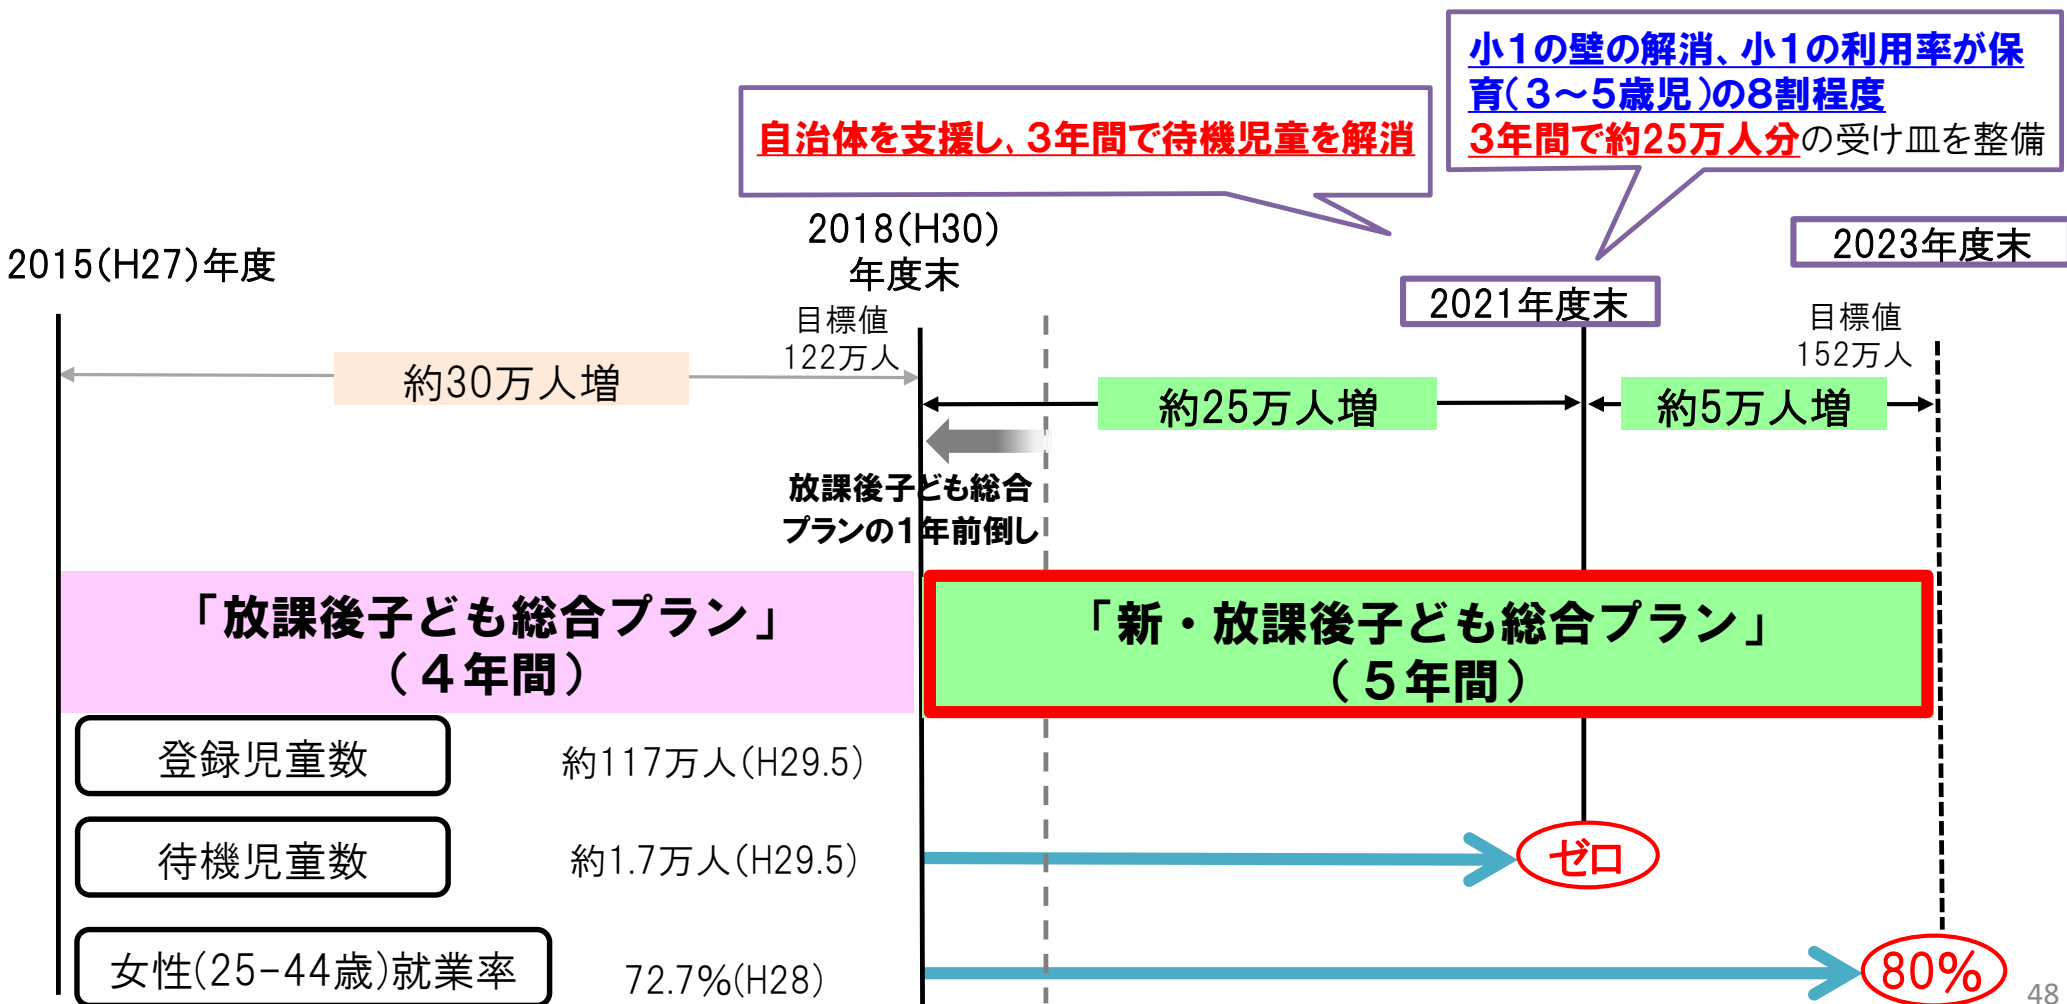 小1の壁の解消、小1の利用率が保
育(3～5歳児)の8割程度
3年間で約25万人分の受け皿を整備
自治体を支援し、3年間で待機児童を解消
2015(H27)年度
2018(H30)
年度末
2021年度末
2023年度末
目標値
122万人
目標値
152万人
約30万人増
約25万人増
約5万人増
放課後子ども総合
プランの1年前倒し
「放課後子ども総合プラン」
(4年間)
「新・放課後子ども総合プラン」
(5年間)
登録児童数
約117万人(H29.5)
待機児童数
約1.7万人(H29.5)
ゼロ
女性(25-44歳)就業率
72.7%(H28)
80%
48